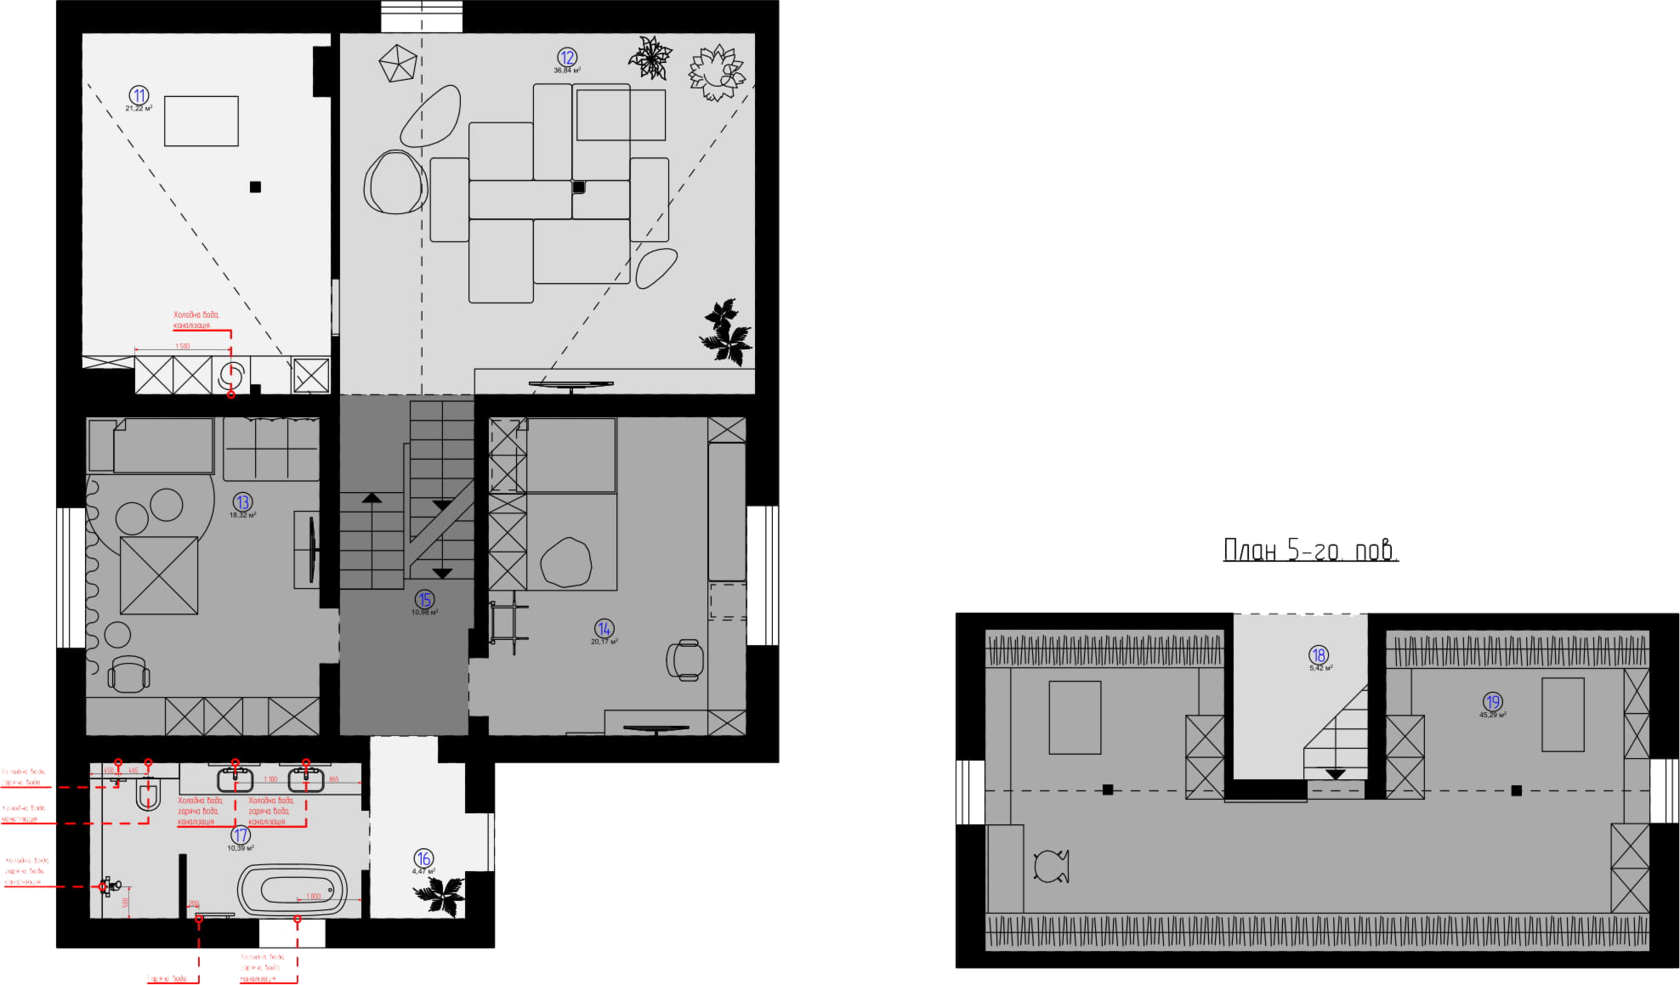 11
21,22 м²
12
36,84 м²
Холодна вода,
каналізація
1 500
13
18,32 м²
15
10,98 м²
14
20,17 м²
План 5-го. пов.
18
5,42 м²
19
45,29 м²
450
465
1 100
865
Холодна вода,
гаряча вода
Холодна вода,
каналізація
Холодна вода,
гаряча вода,
каналізація
Холодна вода,
гаряча вода,
каналізація
17
10,39 м²
16
4,47 м²
Холодна вода,
гаряча вода,
каналізація
500
200
1 000
Гаряча вода
Холодна вода,
гаряча вода,
каналізація